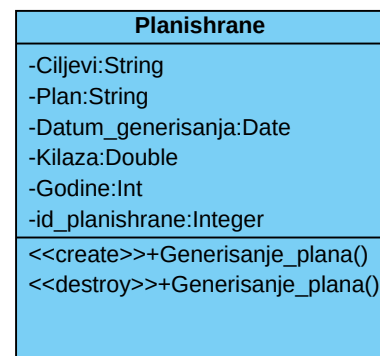 Planishrane
-Ciljevi:String
-Plan:String
-Datum_generisanja:Date
-Kilaza:Double
-Godine:Int
-id_planishrane:Integer
<<create>>+Generisanje_plana()
<<destroy>>+Generisanje_plana()